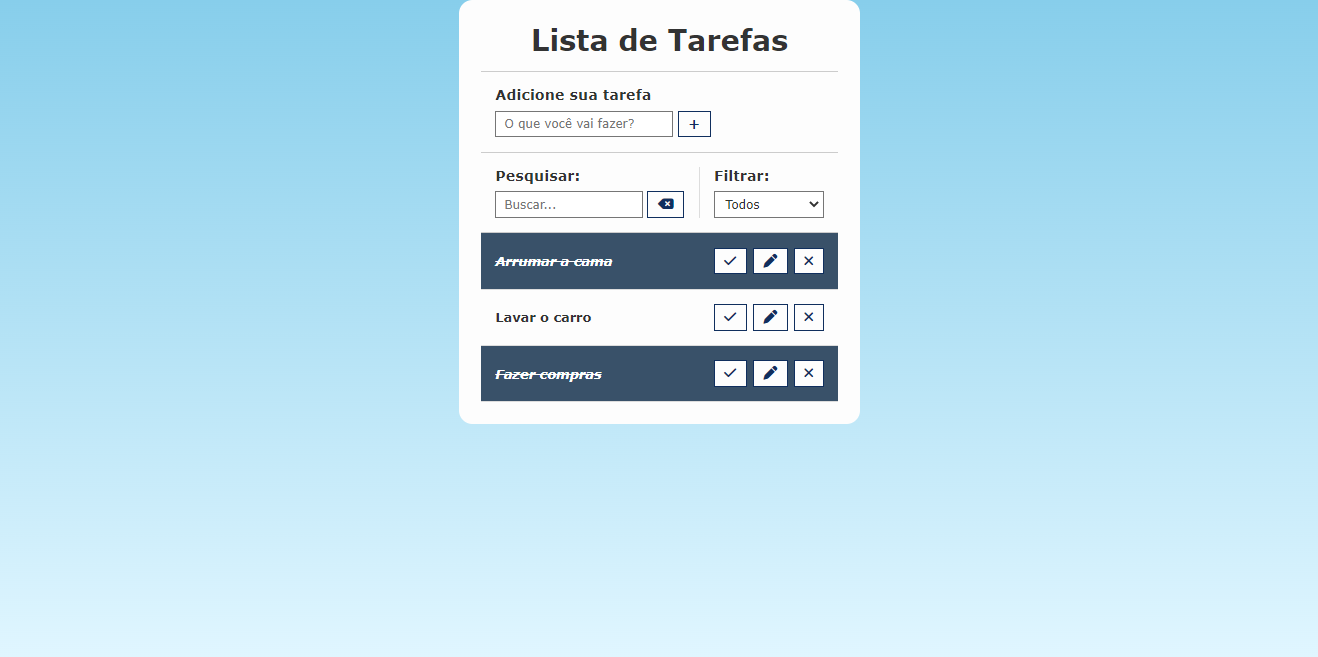 Lista de Tarefas
Adicione sua tarefa
O que você vai fazer?
+
Pesquisar:
Filtrar:
Buscar...
Todos
Arrumar a cama
Lavar o carro
Fazer compras